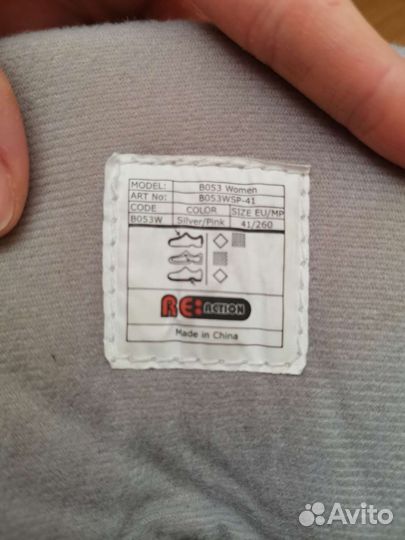 MODEL: B053 Women
ART No: B053WSP-41
CODE COLOR SIZE EU/MP
B053W Silver/Pink 41/260
RE:ACTION
Made in China
Avito